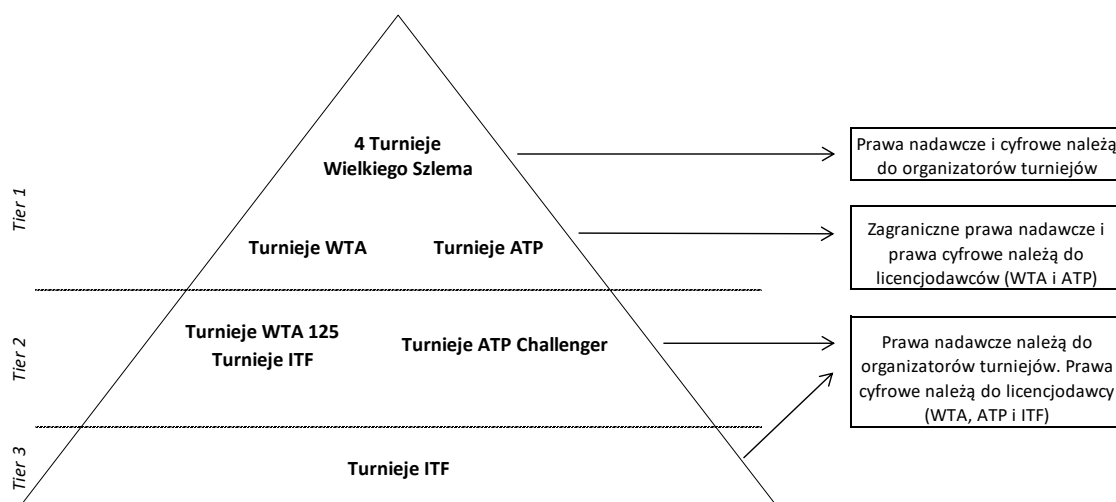 4 Turnieje
Wielkiego Szlema
Prawa nadawcze i cyfrowe należą
do organizatorów turniejów
Tier 1
Turnieje WTA
Turnieje ATP
Zagraniczne prawa nadawcze i
prawa cyfrowe należą do
licencjodawców (WTA i ATP)
Tier 2
Turnieje WTA 125
Turnieje ITF
Turnieje ATP Challenger
Prawa nadawcze należą do
organizatorów turniejów. Prawa
cyfrowe należą do licencjodawcy
(WTA, ATP i ITF)
Tier 3
Turnieje ITF